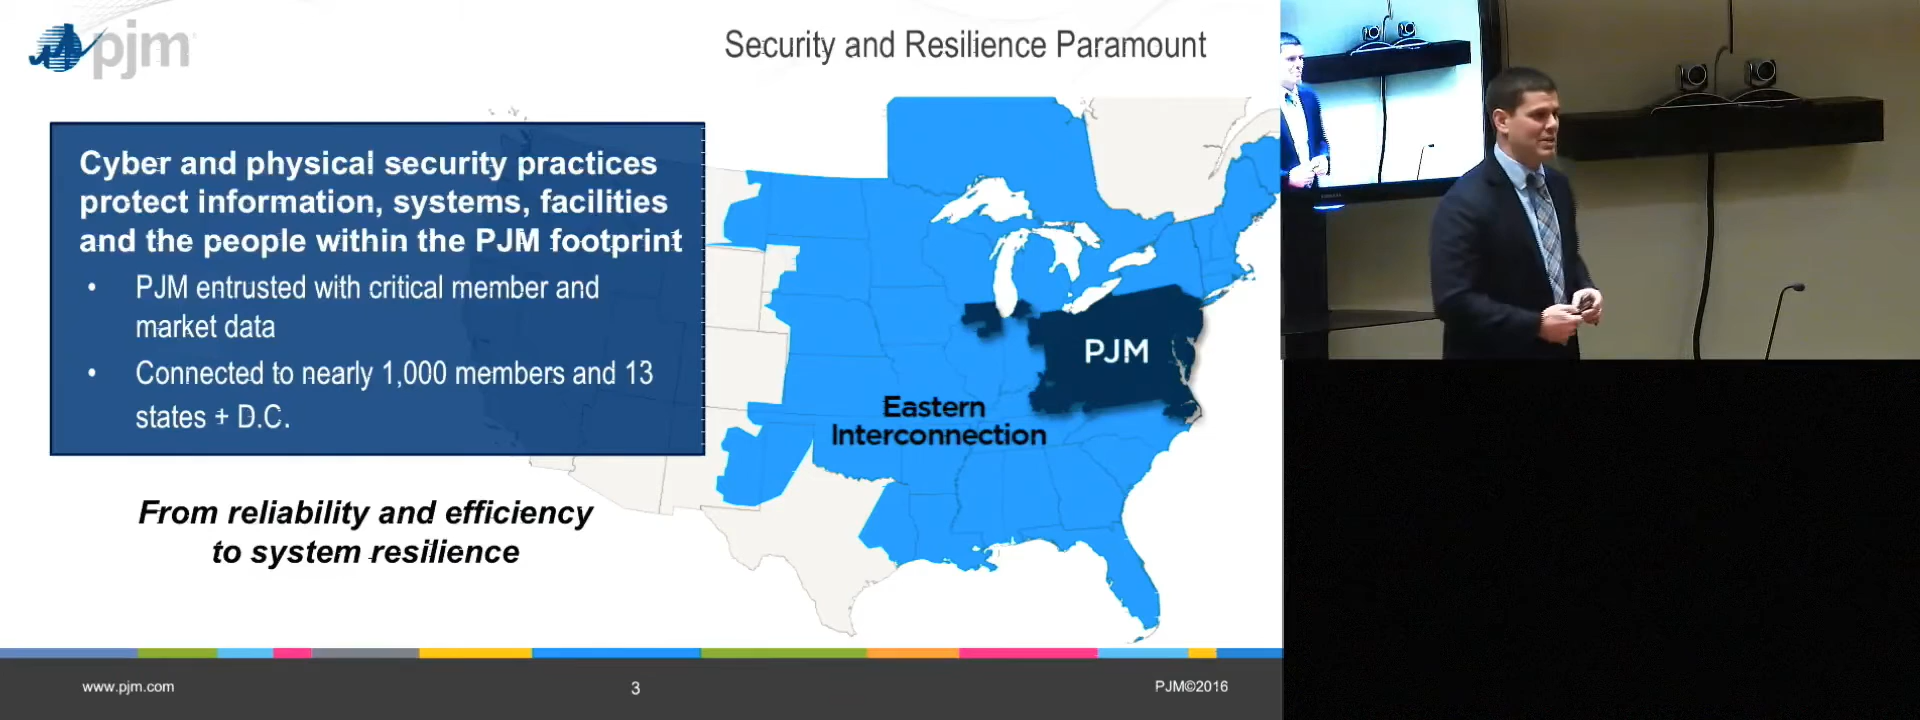 pjm
Security and Resilience Paramount
Cyber and physical security practices
protect information, systems, facilities
and the people within the PJM footprint
• PJM entrusted with critical member and
market data
• Connected to nearly 1,000 members and 13
states + D.C.
From reliability and efficiency
to system resilience
PJM
Eastern
Interconnection
www.pjm.com
3
PJM©2016